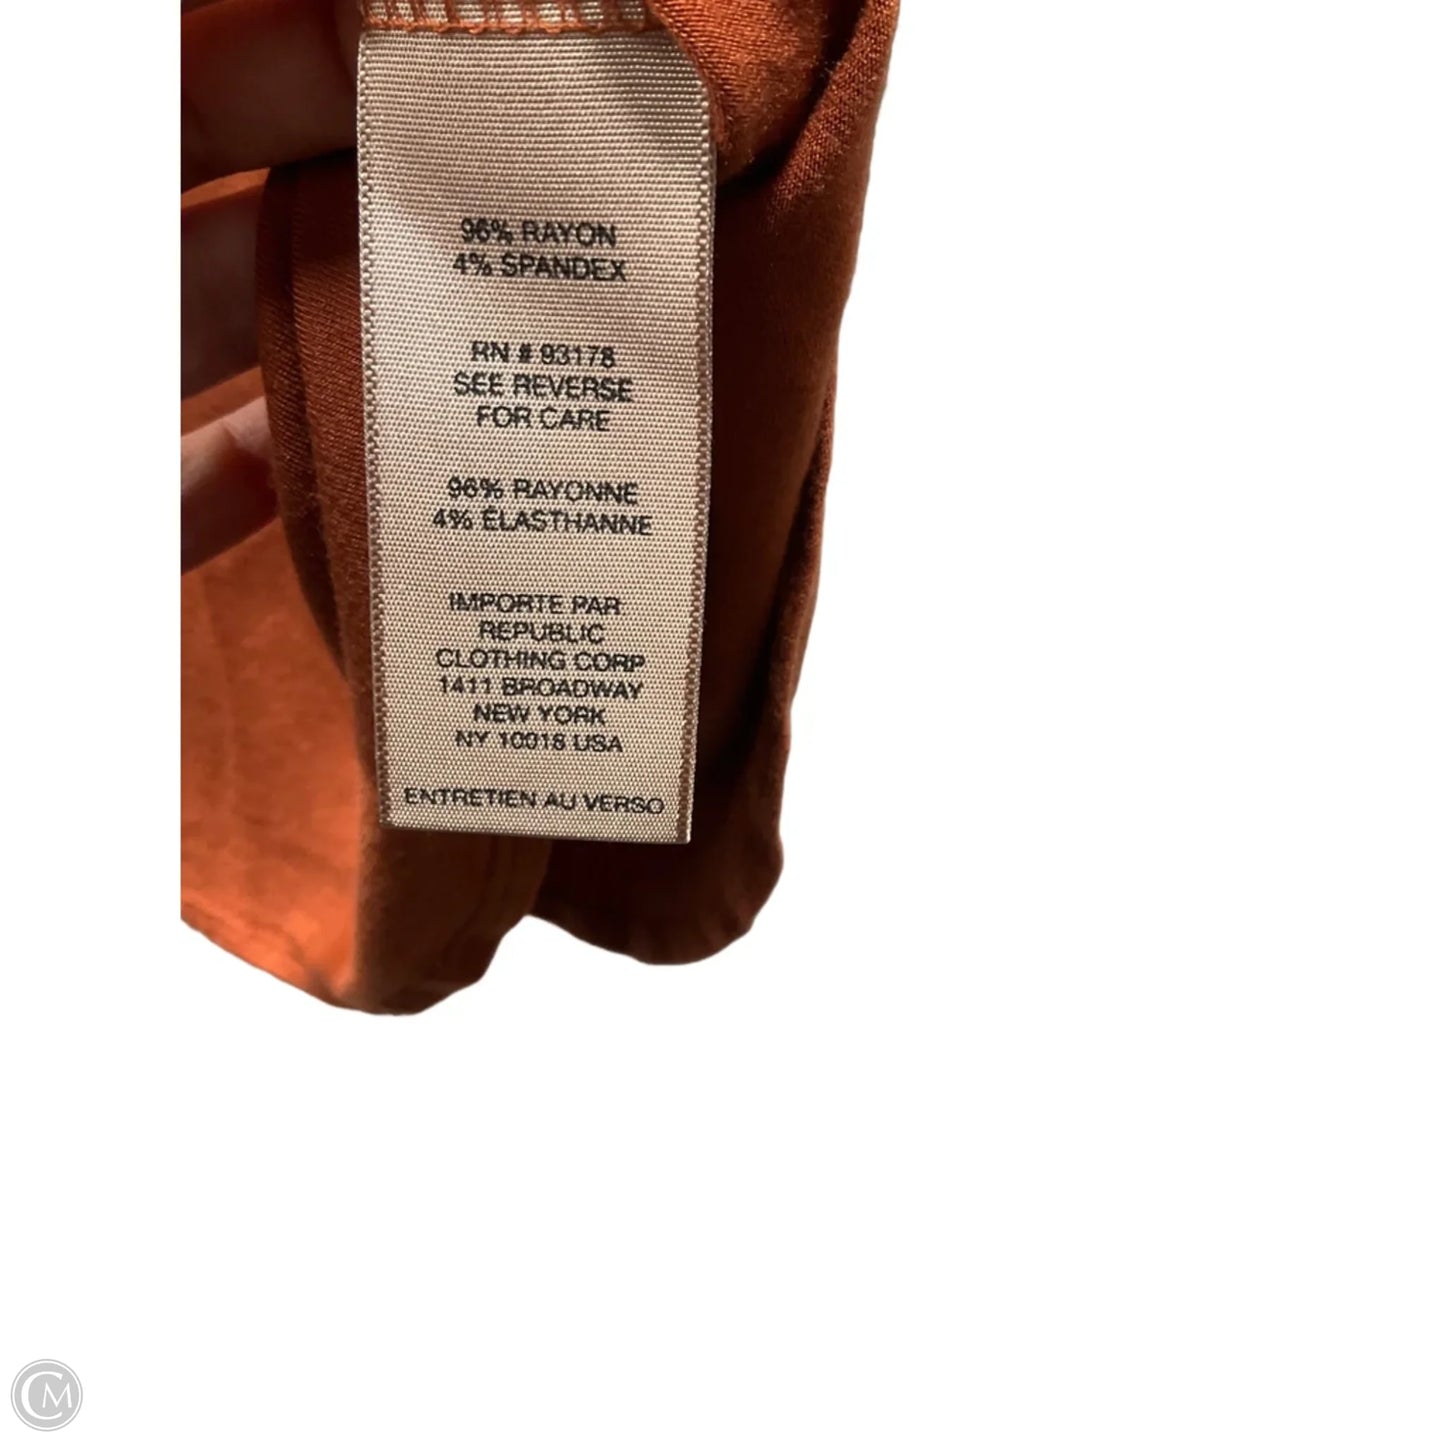 96% RAYON
4% SPANDEX
RN # 93178
SEE REVERSE
FOR CARE
96% RAYONNE
4% ÉLASTHANNE
IMPORTE PAR
REPUBLIC
CLOTHING CORP
1411 BROADWAY
NEW YORK
NY 10018 USA
ENTRETIEN AU VERSO
CM